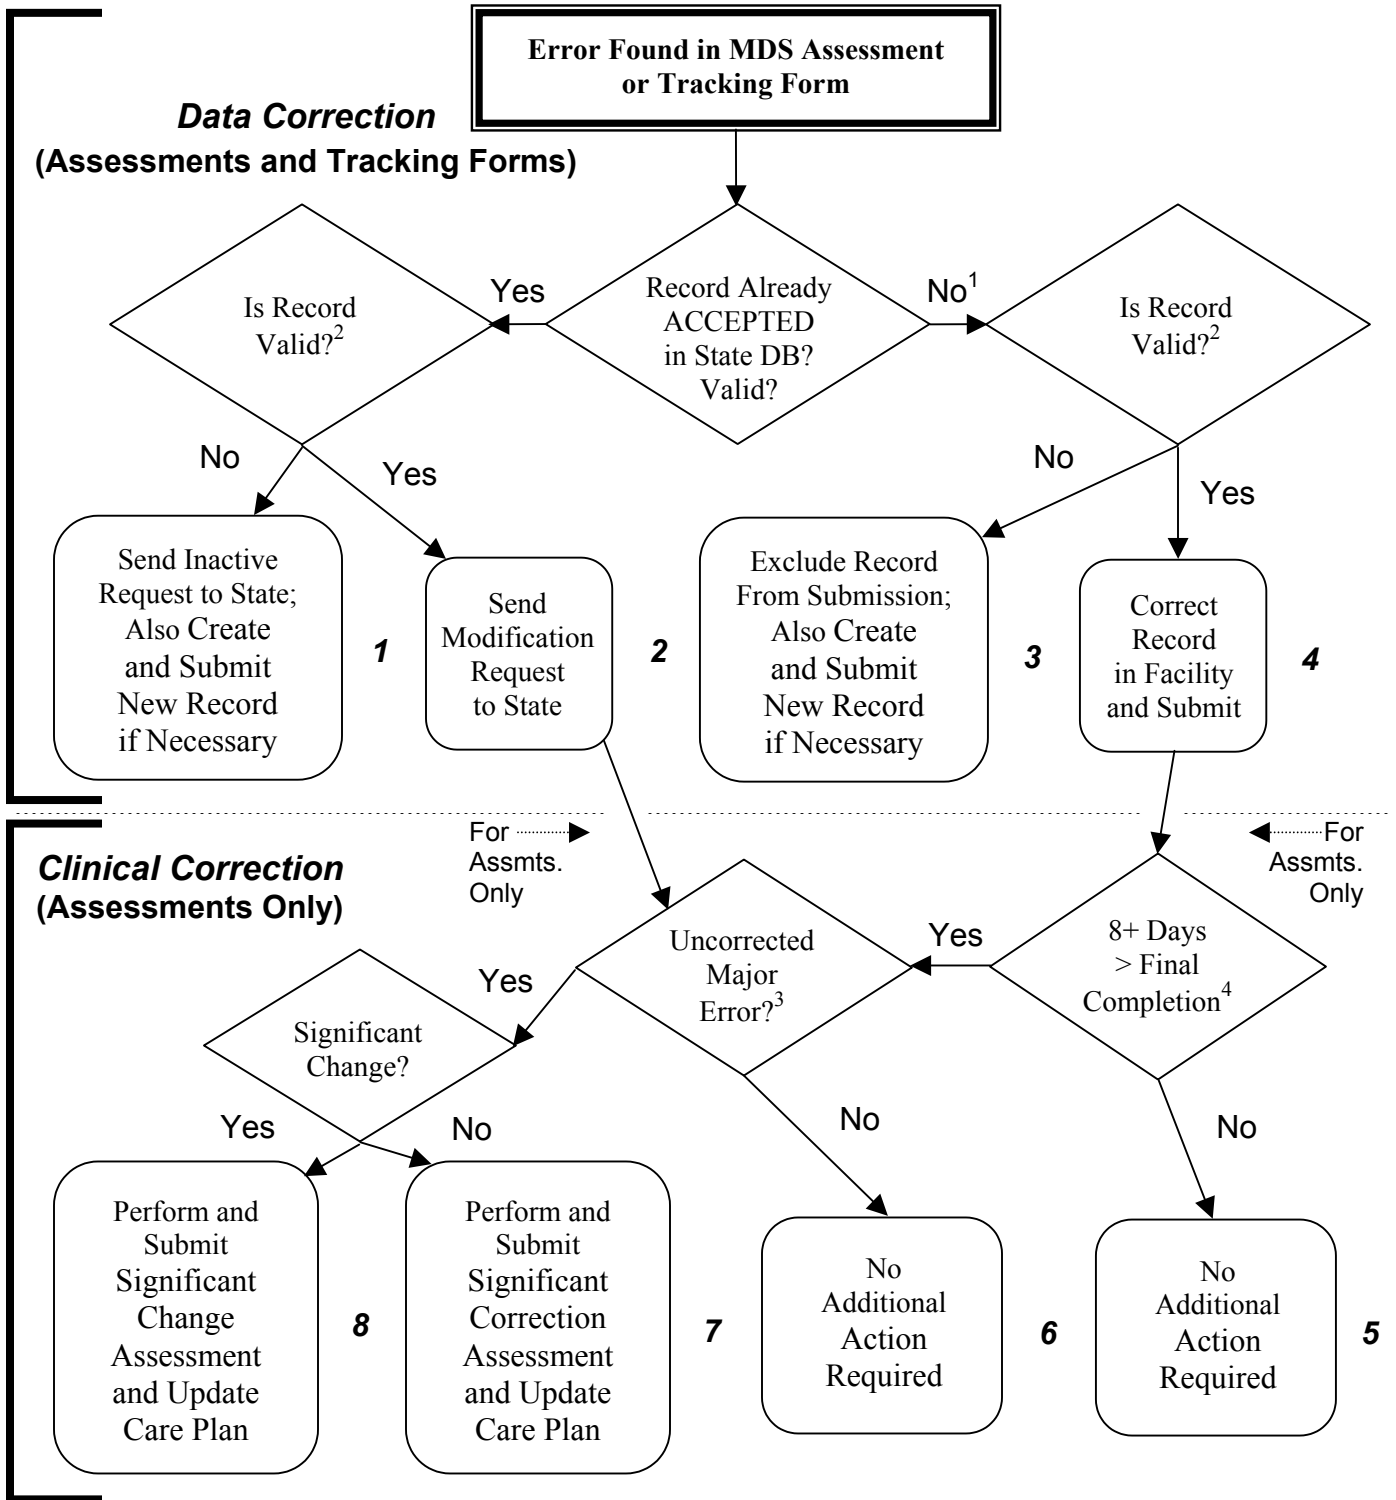 Error Found in MDS Assessment
or Tracking Form
Data Correction
(Assessments and Tracking Forms)
Is Record
Valid?2
Yes
Record Already
ACCEPTED
in State DB?
Valid?
No1
Is Record
Valid?2
No
Yes
No
Yes
Send Inactive
Request to State;
Also Create
and Submit
New Record
if Necessary
1
Send
Modification
Request
to State
2
Exclude Record
From Submission;
Also Create
and Submit
New Record
if Necessary
3
Correct
Record
in Facility
and Submit
4
For
Assmts.
Only
For
Assmts.
Only
Clinical Correction
(Assessments Only)
Uncorrected
Major
Error?3
Yes
8+ Days
> Final
Completion4
Yes
Significant
Change?
Yes
No
No
No
Perform and
Submit
Significant
Change
Assessment
and Update
Care Plan
8
Perform and
Submit
Significant
Correction
Assessment
and Update
Care Plan
7
No
Additional
Action
Required
6
No
Additional
Action
Required
5